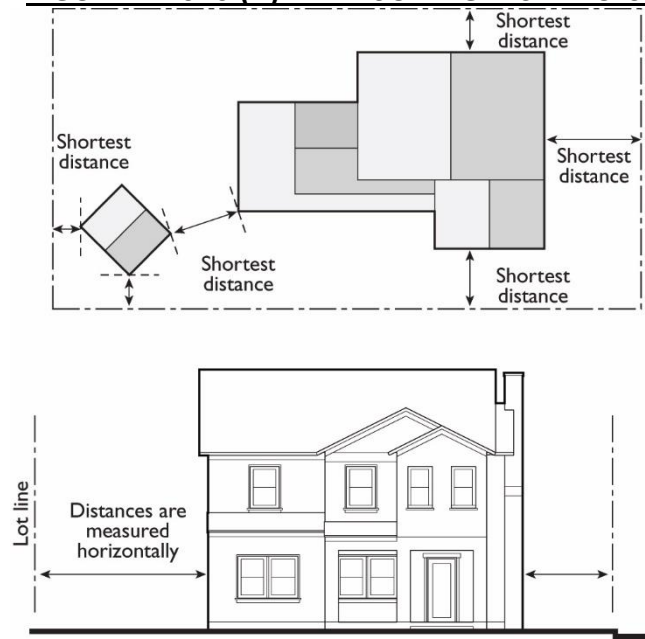 Shortest
distance
Shortest
distance
Shortest
distance
Shortest
distance
Shortest
distance
Lot line
Distances are
measured
horizontally